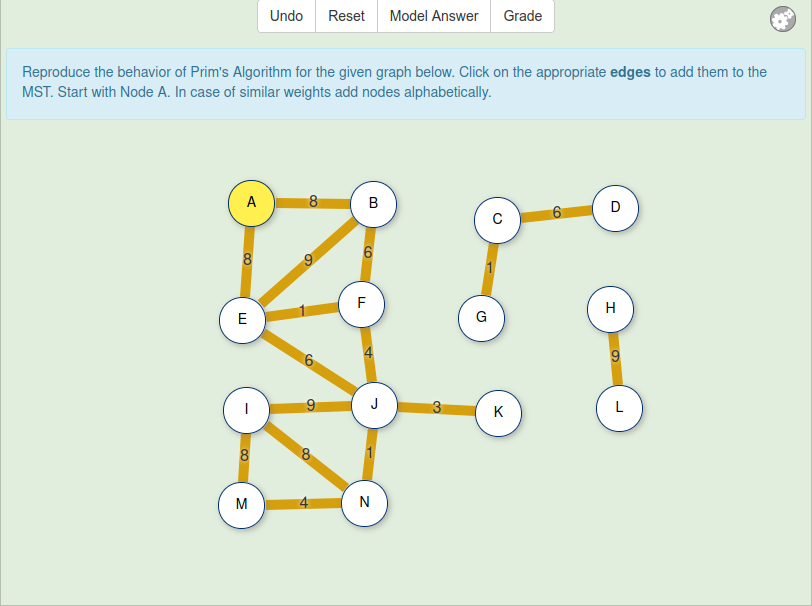 Undo Reset Model Answer Grade
Reproduce the behavior of Prim's Algorithm for the given graph below. Click on the appropriate edges to add them to the
MST. Start with Node A. In case of similar weights add nodes alphabetically.
A 8 B
C 6 D
8 9 6
1
E 1 F
G
H
6 4
9
I 9 J 3 K
L
8 8 1
M 4 N